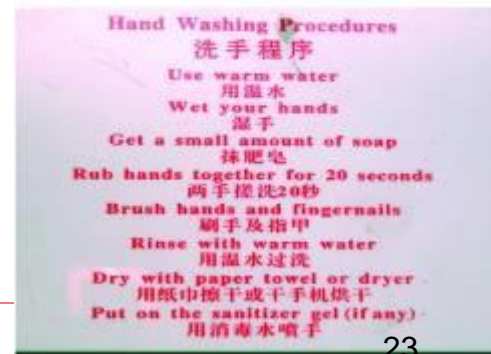 Hand Washing Procedures
洗手程序
Use warm water
用温水
Wet your hands
湿手
Get a small amount of soap
抹肥皂
Rub hands together for 20 seconds
两手搓洗20秒
Brush hands and fingernails
刷手及指甲
Rinse with warm water
用温水过洗
Dry with paper towel or dryer
用纸巾擦干或干手机烘干
Put on the sanitizer gel (if any)
用消毒水喷手
23